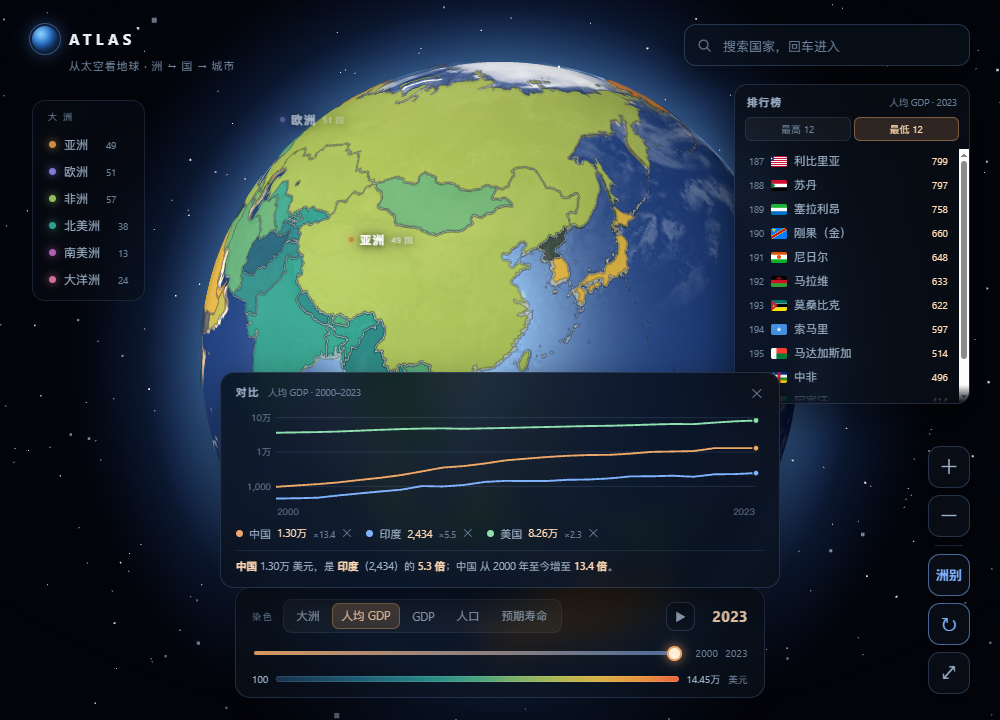 ATLAS
从太空看地球 · 洲 ↔ 国 → 城市
搜索国家，回车进入
大 洲
亚洲 49
欧洲 51
非洲 57
北美洲 38
南美洲 13
大洋洲 24
欧洲 51 国
亚洲 49 国
排行榜 人均 GDP · 2023
最高 12 最低 12
187 利比里亚 799
188 苏丹 797
189 塞拉利昂 758
190 刚果（金） 660
191 尼日尔 648
192 马拉维 633
193 莫桑比克 622
194 索马里 597
195 马达加斯加 514
中非 496
对比 人均 GDP · 2000–2023
10万
1万
1,000
2000 2023
中国 1.30万 ×13.4 × 印度 2,434 ×5.5 × 美国 8.26万 ×2.3 ×
中国 1.30万 美元，是 印度（2,434）的 5.3 倍；中国 从 2000 年至今增至 13.4 倍。
染色 大洲 人均 GDP GDP 人口 预期寿命 2023
2000 2023
100 14.45万 美元
洲别